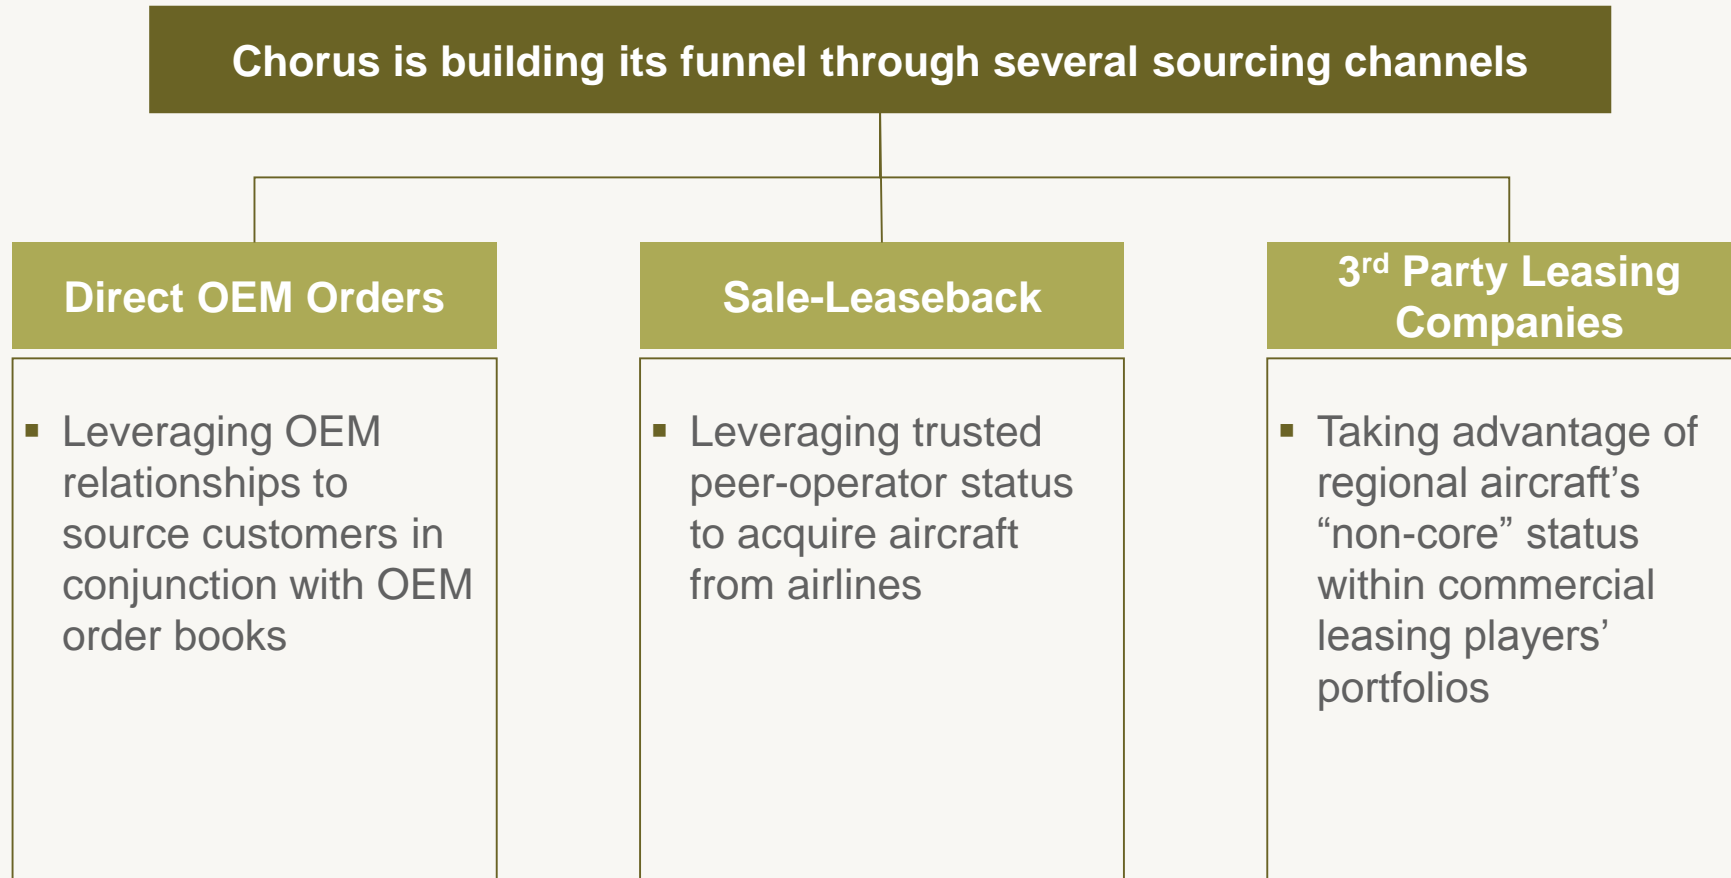 Chorus is building its funnel through several sourcing channels
Direct OEM Orders
▪ Leveraging OEM
relationships to
source customers in
conjunction with OEM
order books
Sale-Leaseback
▪ Leveraging trusted
peer-operator status
to acquire aircraft
from airlines
3rd Party Leasing
Companies
▪ Taking advantage of
regional aircraft’s
“non-core” status
within commercial
leasing players’
portfolios